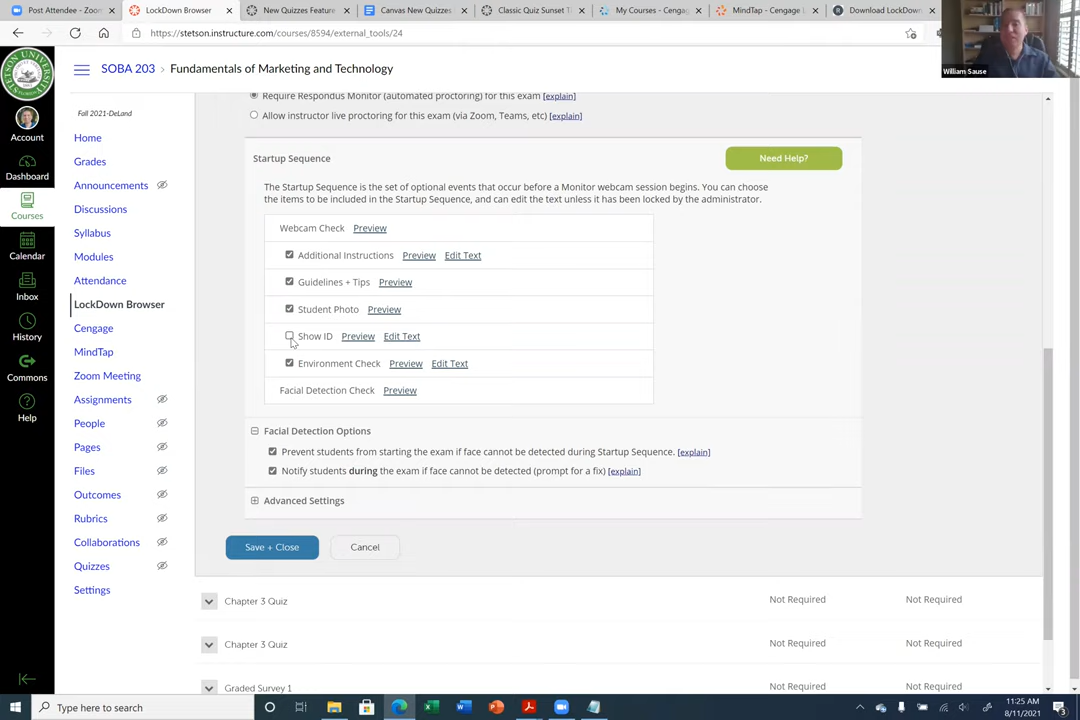 Post Attendee - Zoom
LockDown Browser
New Quizzes Feature
Canvas New Quizzes
Classic Quiz Sunset T
My Courses - Cengag
MindTap - Cengage L
Download LockDown
https://stetson.instructure.com/courses/8594/external_tools/24
William Sause
SOBA 203 › Fundamentals of Marketing and Technology
Account
Dashboard
Courses
Calendar
Inbox
History
Commons
Help
Fall 2021-DeLand
Home
Grades
Announcements
Discussions
Syllabus
Modules
Attendance
LockDown Browser
Cengage
MindTap
Zoom Meeting
Assignments
People
Pages
Files
Outcomes
Rubrics
Collaborations
Quizzes
Settings
Require Respondus Monitor (automated proctoring) for this exam [explain]
Allow instructor live proctoring for this exam (via Zoom, Teams, etc) [explain]
Startup Sequence
Need Help?
The Startup Sequence is the set of optional events that occur before a Monitor webcam session begins. You can choose
the items to be included in the Startup Sequence, and can edit the text unless it has been locked by the administrator.
Webcam Check Preview
Additional Instructions Preview Edit Text
Guidelines + Tips Preview
Student Photo Preview
Show ID Preview Edit Text
Environment Check Preview Edit Text
Facial Detection Check Preview
Facial Detection Options
Prevent students from starting the exam if face cannot be detected during Startup Sequence. [explain]
Notify students during the exam if face cannot be detected (prompt for a fix) [explain]
Advanced Settings
Save + Close
Cancel
Chapter 3 Quiz Not Required Not Required
Chapter 3 Quiz Not Required Not Required
Graded Survey 1 Not Required Not Required
Type here to search
11:25 AM
8/11/2021